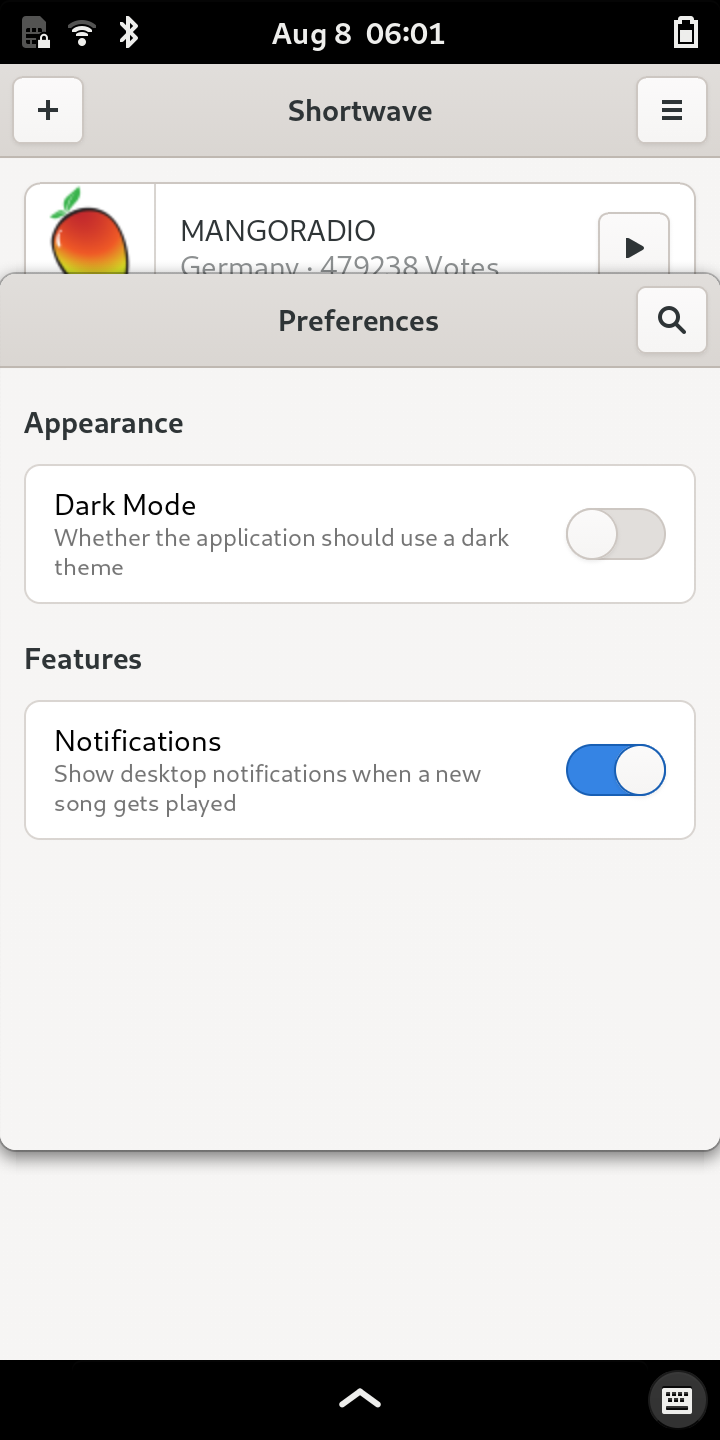 Aug 8 06:01
Shortwave
MANGORADIO
Germany · 479238 Votes
Preferences
Appearance
Dark Mode
Whether the application should use a dark
theme
Features
Notifications
Show desktop notifications when a new
song gets played